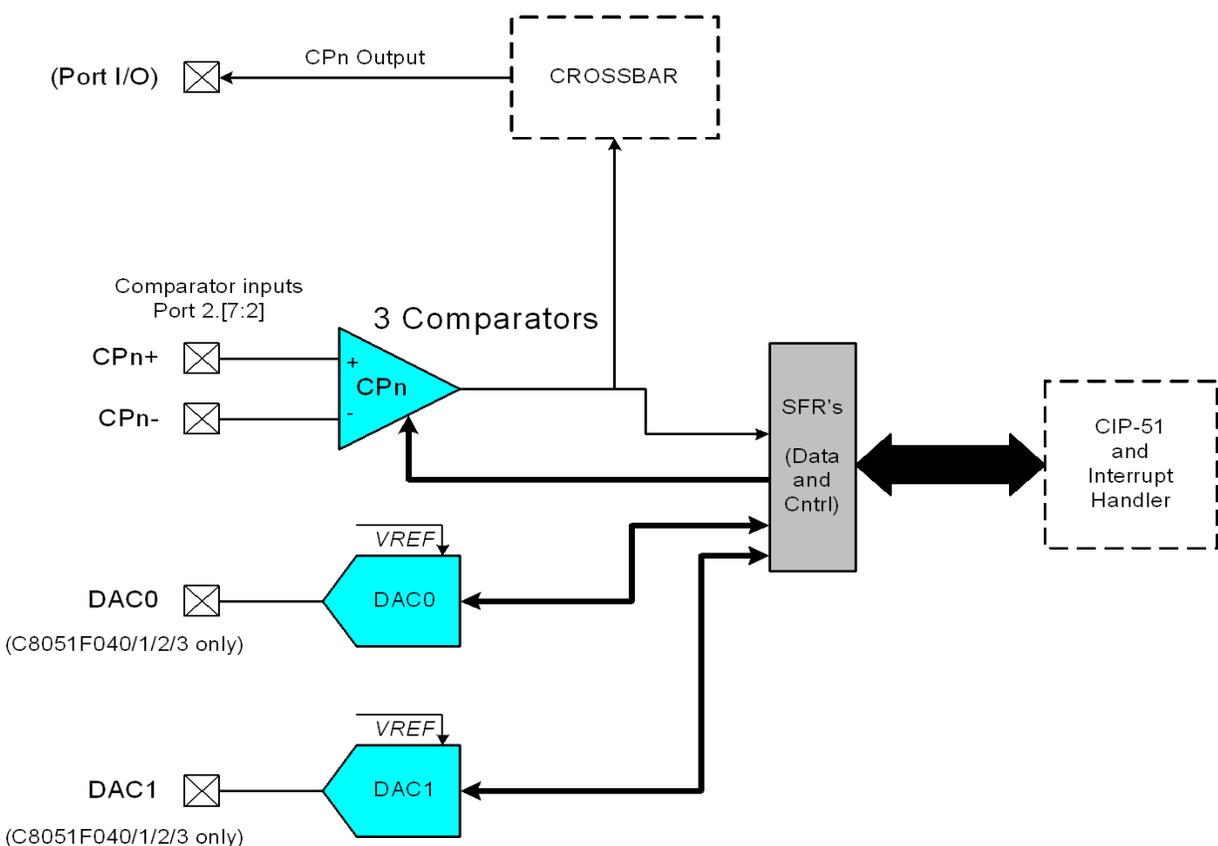 (Port I/O)
CPn Output
CROSSBAR
Comparator inputs
Port 2.[7:2]
3 Comparators
CPn+
CPn-
+
CPn
-
SFR's
(Data
and
Cntrl)
CIP-51
and
Interrupt
Handler
VREF
DAC0
DAC0
(C8051F040/1/2/3 only)
VREF
DAC1
DAC1
(C8051F040/1/2/3 only)